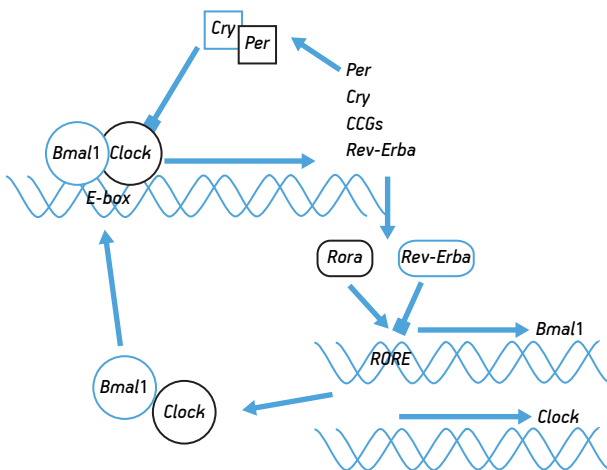 Cry
Per
Per
Cry
CCGs
Rev-Erba
Bmal1
Clock
E-box
Rora
Rev-Erba
Bmal1
RORE
Bmal1
Clock
Clock